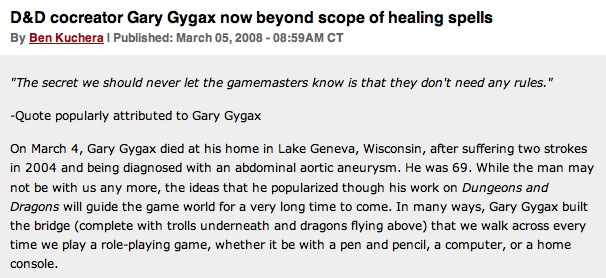 D&D cocreator Gary Gygax now beyond scope of healing spells
By Ben Kuchera | Published: March 05, 2008 - 08:59AM CT
"The secret we should never let the gamemasters know is that they don't need any rules."
-Quote popularly attributed to Gary Gygax
On March 4, Gary Gygax died at his home in Lake Geneva, Wisconsin, after suffering two strokes
in 2004 and being diagnosed with an abdominal aortic aneurysm. He was 69. While the man may
not be with us any more, the ideas that he popularized though his work on Dungeons and
Dragons will guide the game world for a very long time to come. In many ways, Gary Gygax built
the bridge (complete with trolls underneath and dragons flying above) that we walk across every
time we play a role-playing game, whether it be with a pen and pencil, a computer, or a home
console.